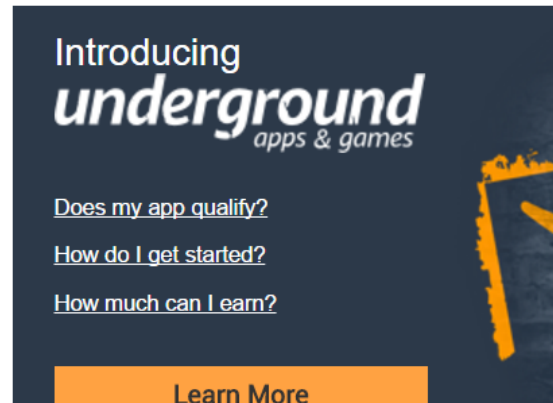 Introducing
underground
apps & games
Does my app qualify?
How do I get started?
How much can I earn?
Learn More